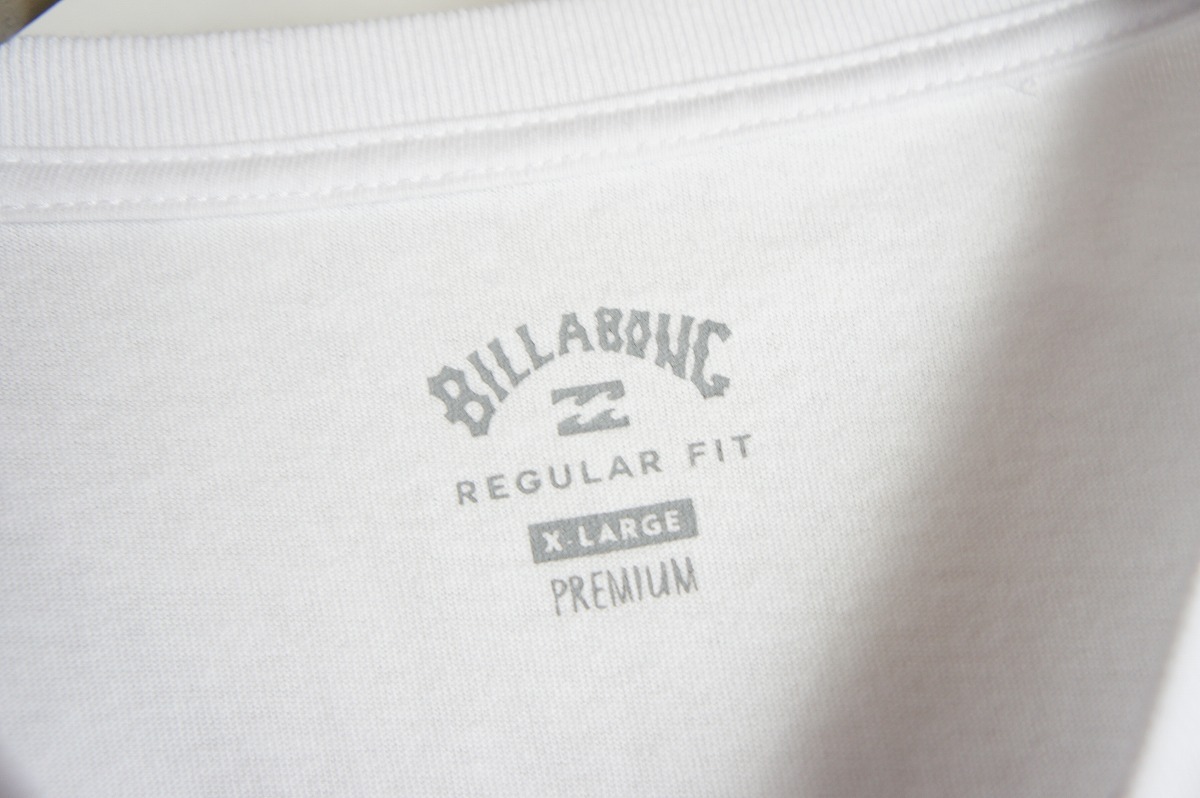 BILLABONG
REGULAR FIT
X-LARGE
PREMIUM